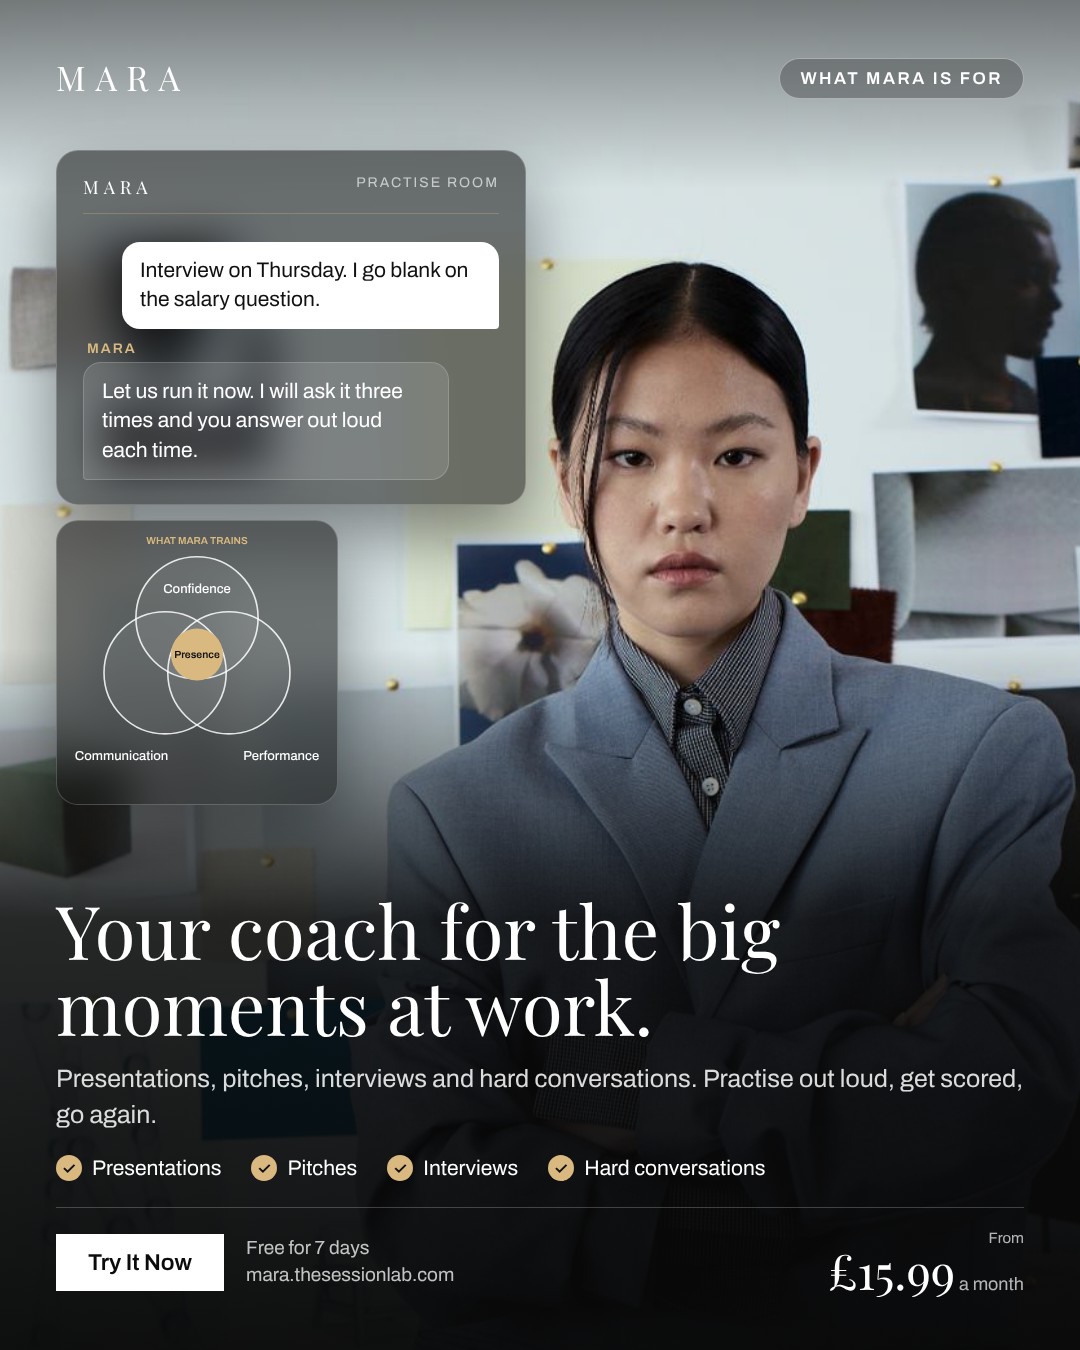 MARA
WHAT MARA IS FOR
MARA
PRACTISE ROOM
Interview on Thursday. I go blank on
the salary question.
MARA
Let us run it now. I will ask it three
times and you answer out loud
each time.
WHAT MARA TRAINS
Confidence
Presence
Communication
Performance
Your coach for the big
moments at work.
Presentations, pitches, interviews and hard conversations. Practise out loud, get scored,
go again.
Presentations
Pitches
Interviews
Hard conversations
Try It Now
Free for 7 days
mara.thesessionlab.com
From
£15.99 a month